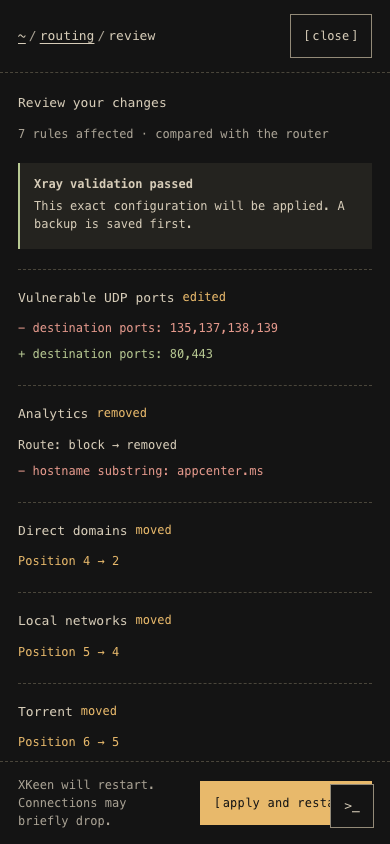 ~/routing/review
[close]
Review your changes
7 rules affected · compared with the router
Xray validation passed
This exact configuration will be applied. A
backup is saved first.
Vulnerable UDP ports edited
− destination ports: 135,137,138,139
+ destination ports: 80,443
Analytics removed
Route: block → removed
− hostname substring: appcenter.ms
Direct domains moved
Position 4 → 2
Local networks moved
Position 5 → 4
Torrent moved
Position 6 → 5
XKeen will restart.
Connections may
briefly drop.
[apply and
>_